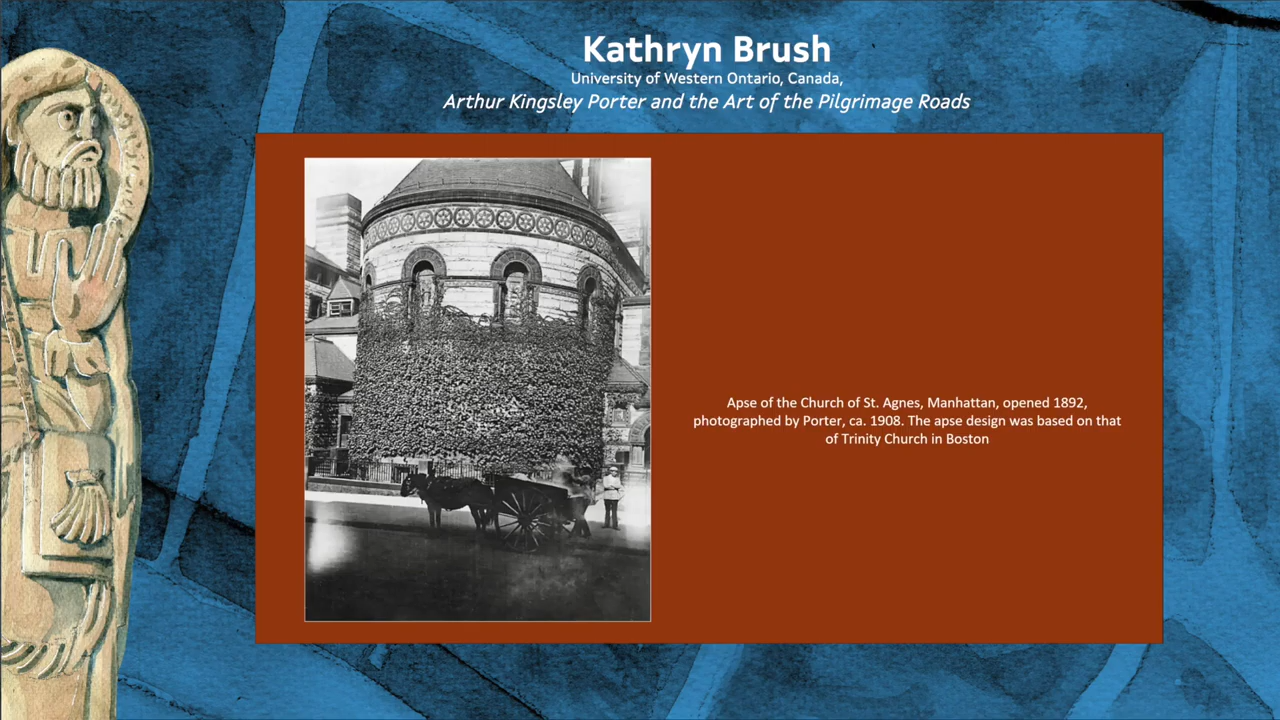 Kathryn Brush
University of Western Ontario, Canada,
Arthur Kingsley Porter and the Art of the Pilgrimage Roads
Apse of the Church of St. Agnes, Manhattan, opened 1892,
photographed by Porter, ca. 1908. The apse design was based on that
of Trinity Church in Boston